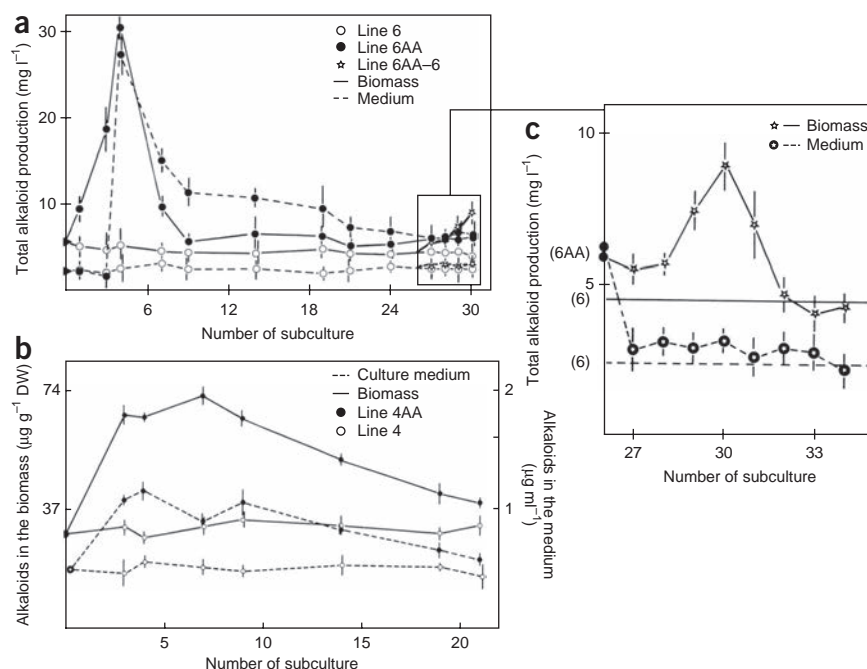 a
Total alkaloid production (mg l⁻¹)
30
20
10
Line 6
Line 6AA
Line 6AA–6
Biomass
Medium
6
12
18
24
30
Number of subculture
b
Alkaloids in the biomass (µg g⁻¹ DW)
74
37
Culture medium
Biomass
Line 4AA
Line 4
2
1
Alkaloids in the medium
(µg ml⁻¹)
5
10
15
20
Number of subculture
c
Total alkaloid production (mg l⁻¹)
10
5
(6AA)
(6)
(6)
Biomass
Medium
27
30
33
Number of subculture